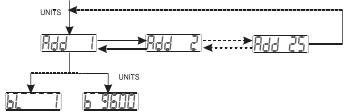 UNITS
Add 1
Add 2
Add 25
UNITS
bL 1
b 9600